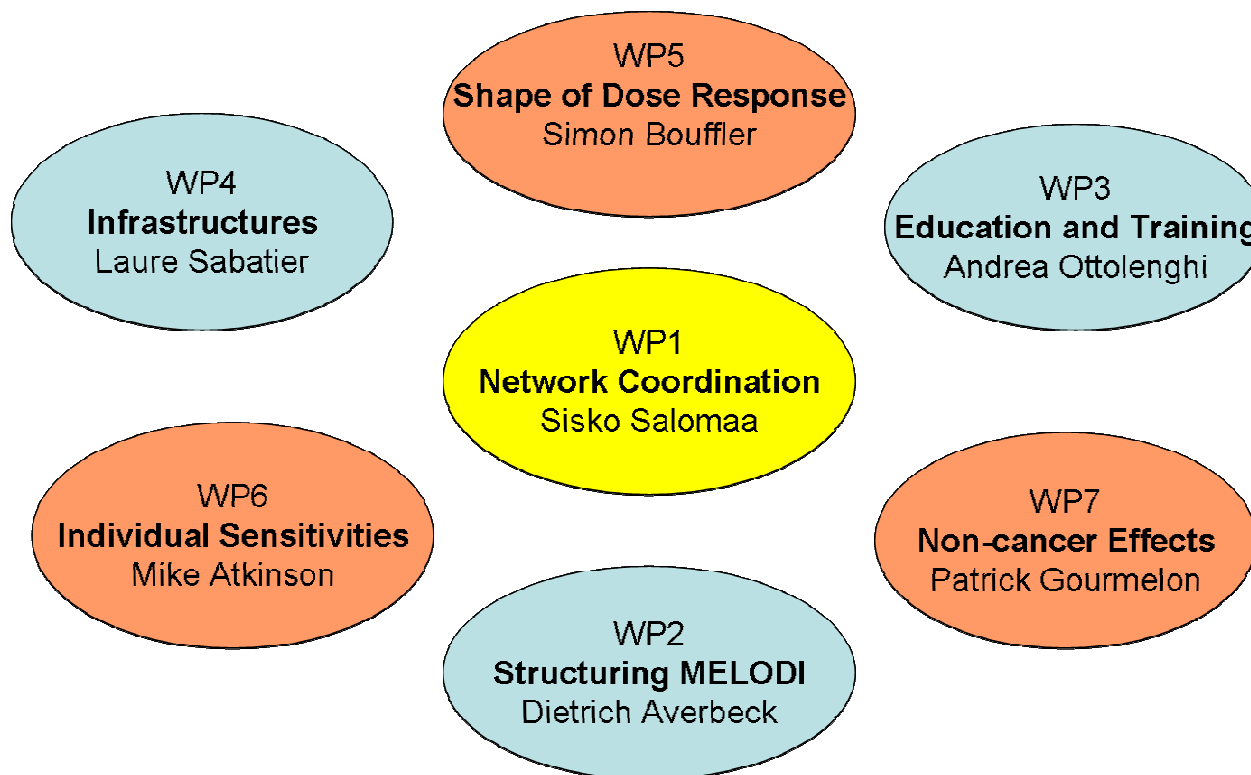 WP5
Shape of Dose Response
Simon Bouffler
WP4
Infrastructures
Laure Sabatier
WP3
Education and Training
Andrea Ottolenghi
WP1
Network Coordination
Sisko Salomaa
WP6
Individual Sensitivities
Mike Atkinson
WP7
Non-cancer Effects
Patrick Gourmelon
WP2
Structuring MELODI
Dietrich Averbeck